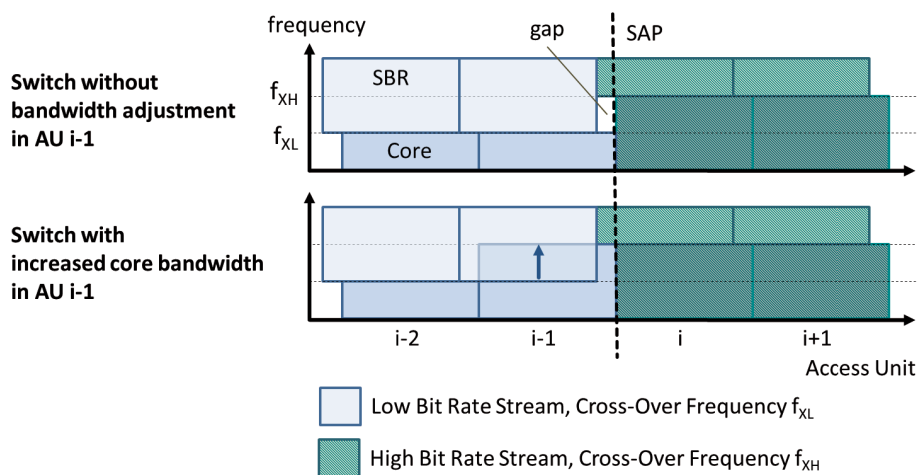 frequency
gap
SAP
Switch without
bandwidth adjustment
in AU i-1
SBR
f_XH
f_XL
Core
Switch with
increased core bandwidth
in AU i-1
i-2
i-1
i
i+1
Access Unit
Low Bit Rate Stream, Cross-Over Frequency f_XL
High Bit Rate Stream, Cross-Over Frequency f_XH